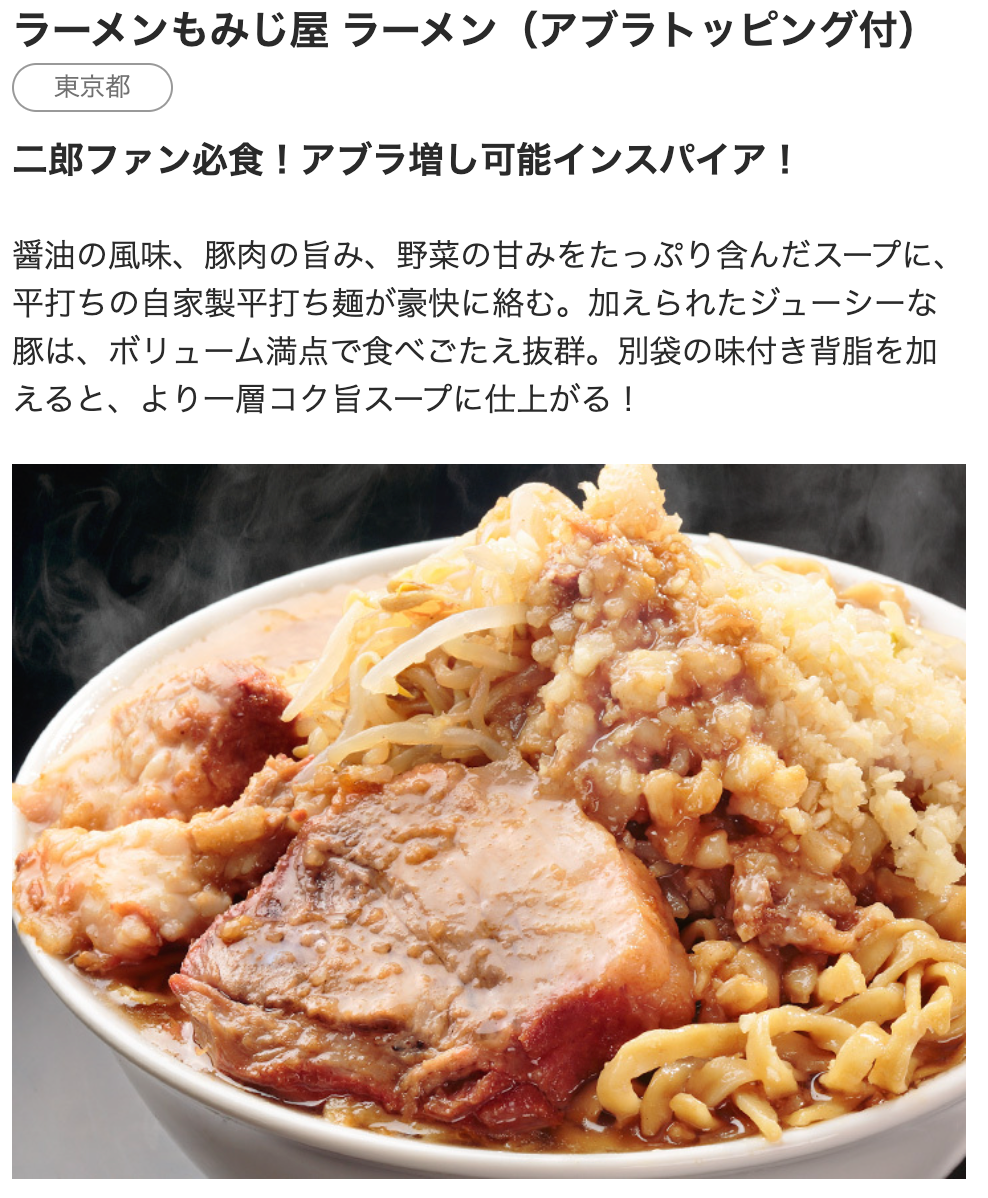 ラーメンもみじ屋 ラーメン（アブラトッピング付）
東京都
二郎ファン必食！アブラ増し可能インスパイア！
醤油の風味、豚肉の旨み、野菜の甘みをたっぷり含んだスープに、
平打ちの自家製平打ち麺が豪快に絡む。加えられたジューシーな
豚は、ボリューム満点で食べごたえ抜群。別袋の味付き背脂を加
えると、より一層コク旨スープに仕上がる！